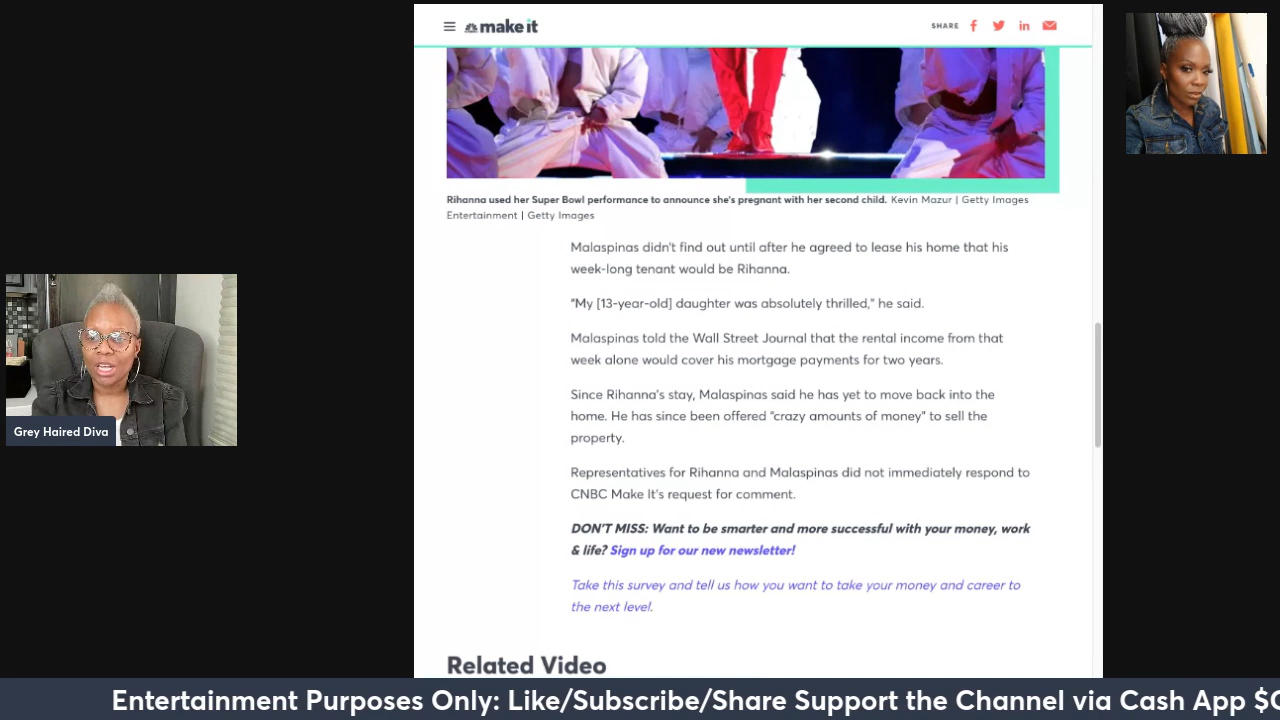 make it
SHARE
Rihanna used her Super Bowl performance to announce she's pregnant with her second child. Kevin Mazur | Getty Images
Entertainment | Getty Images
Malaspinas didn't find out until after he agreed to lease his home that his
week-long tenant would be Rihanna.
"My [13-year-old] daughter was absolutely thrilled," he said.
Malaspinas told the Wall Street Journal that the rental income from that
week alone would cover his mortgage payments for two years.
Since Rihanna's stay, Malaspinas said he has yet to move back into the
home. He has since been offered "crazy amounts of money" to sell the
property.
Representatives for Rihanna and Malaspinas did not immediately respond to
CNBC Make It's request for comment.
DON'T MISS: Want to be smarter and more successful with your money, work
& life? Sign up for our new newsletter!
Take this survey and tell us how you want to take your money and career to
the next level.
Related Video
Grey Haired Diva
Entertainment Purposes Only: Like/Subscribe/Share Support the Channel via Cash App